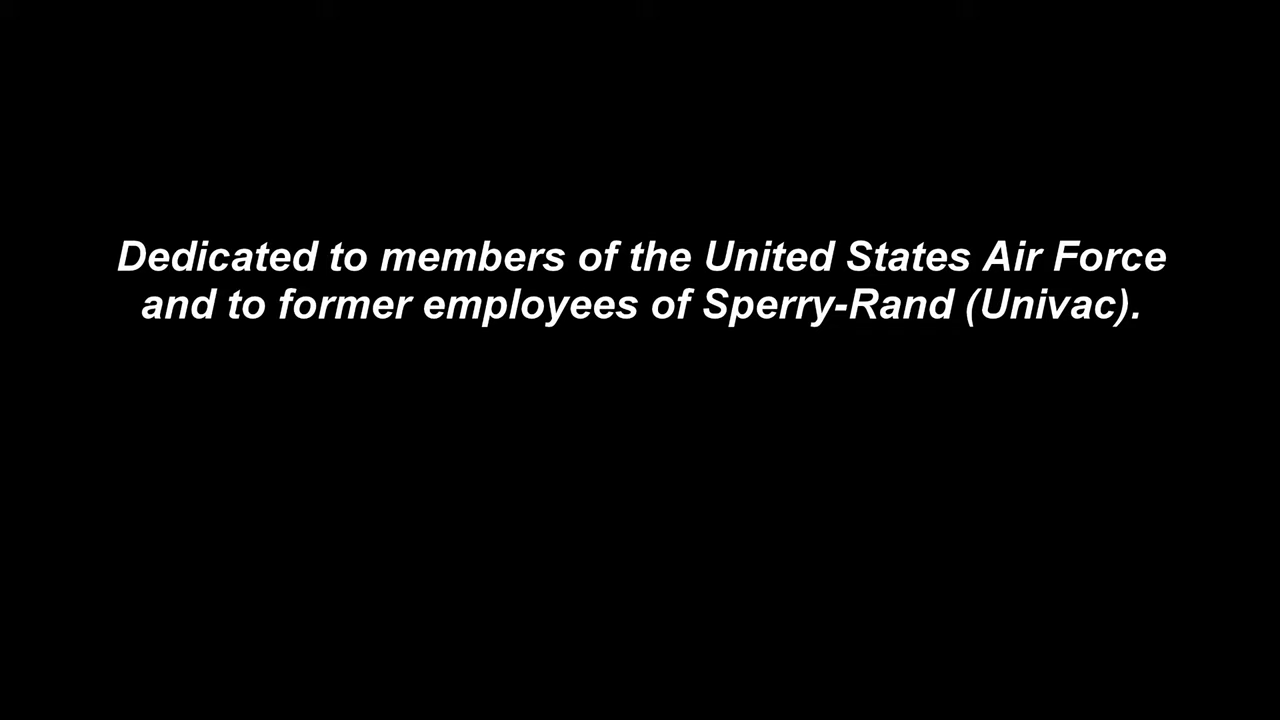 Dedicated to members of the United States Air Force
and to former employees of Sperry-Rand (Univac).